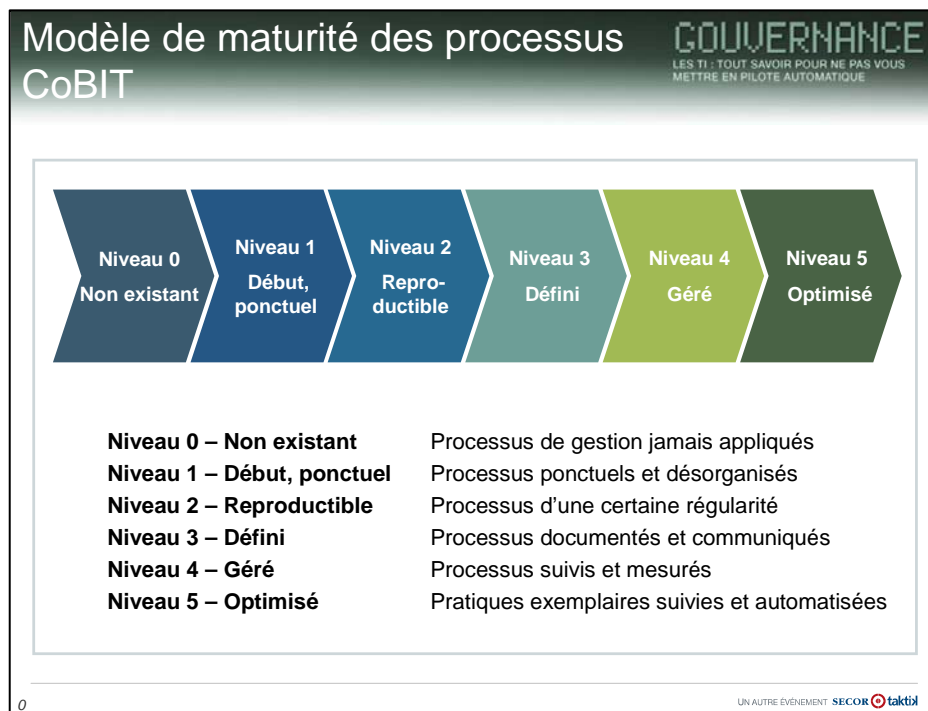 Modèle de maturité des processus
CoBIT
GOUVERNANCE
LES TI : TOUT SAVOIR POUR NE PAS VOUS
METTRE EN PILOTE AUTOMATIQUE
Niveau 0
Non existant
Niveau 1
Début,
ponctuel
Niveau 2
Repro-
ductible
Niveau 3
Défini
Niveau 4
Géré
Niveau 5
Optimisé
Niveau 0 – Non existant Processus de gestion jamais appliqués
Niveau 1 – Début, ponctuel Processus ponctuels et désorganisés
Niveau 2 – Reproductible Processus d'une certaine régularité
Niveau 3 – Défini Processus documentés et communiqués
Niveau 4 – Géré Processus suivis et mesurés
Niveau 5 – Optimisé Pratiques exemplaires suivies et automatisées
0
UN AUTRE ÉVÉNEMENT SECOR taktik